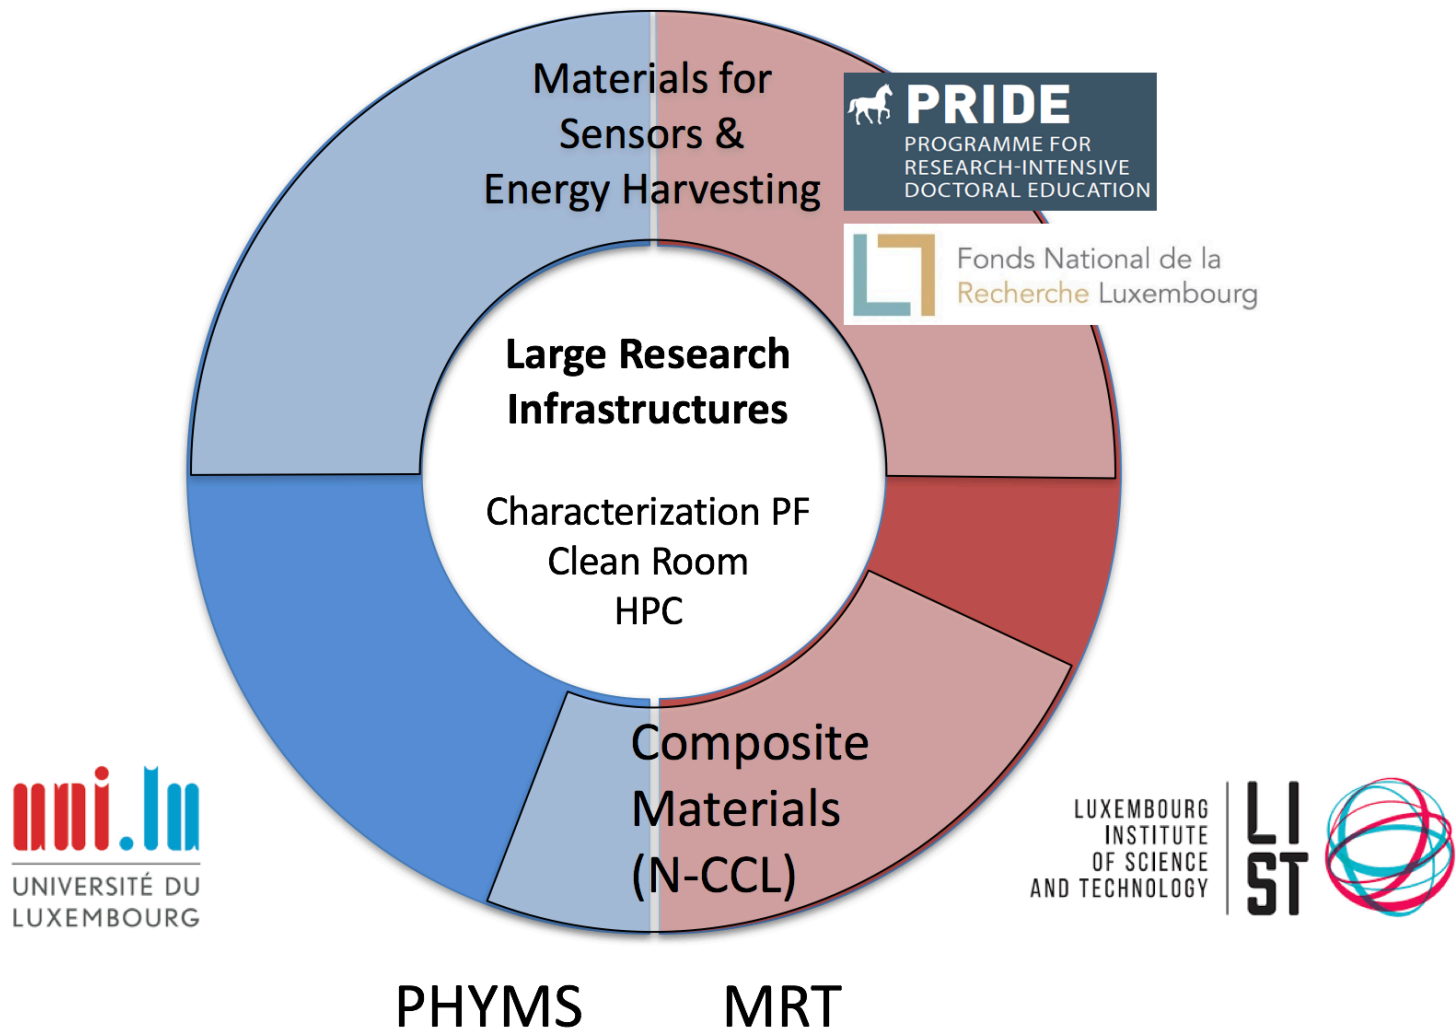 Materials for
Sensors &
Energy Harvesting
PRIDE
PROGRAMME FOR
RESEARCH-INTENSIVE
DOCTORAL EDUCATION
Fonds National de la
Recherche Luxembourg
Large Research
Infrastructures
Characterization PF
Clean Room
HPC
Composite
Materials
(N-CCL)
uni.lu
UNIVERSITÉ DU
LUXEMBOURG
LUXEMBOURG
INSTITUTE
OF SCIENCE
AND TECHNOLOGY
LI
ST
PHYMS
MRT